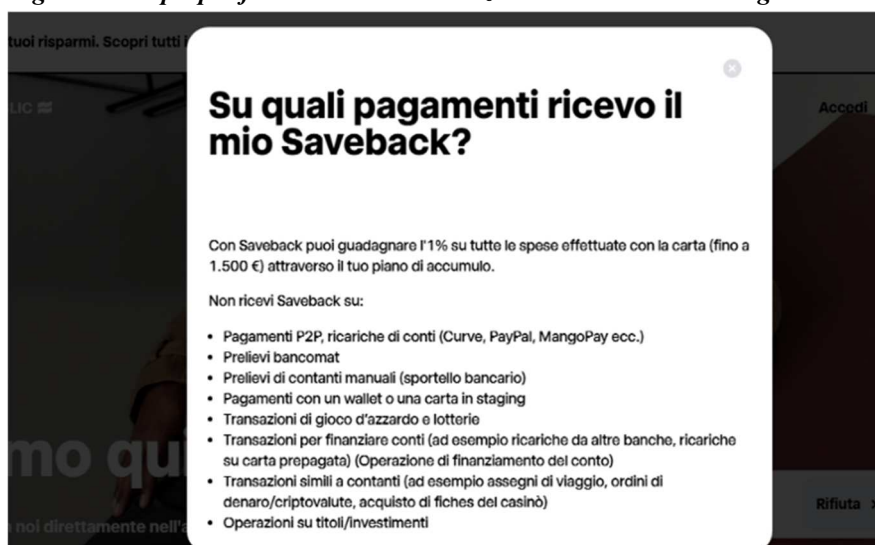 tuoi risparmi. Scopri tutti i
LIC
Accedi
Su quali pagamenti ricevo il
mio Saveback?
Con Saveback puoi guadagnare l'1% su tutte le spese effettuate con la carta (fino a
1.500 €) attraverso il tuo piano di accumulo.
Non ricevi Saveback su:
• Pagamenti P2P, ricariche di conti (Curve, PayPal, MangoPay ecc.)
• Prelievi bancomat
• Prelievi di contanti manuali (sportello bancario)
• Pagamenti con un wallet o una carta in staging
• Transazioni di gioco d'azzardo e lotterie
• Transazioni per finanziare conti (ad esempio ricariche da altre banche, ricariche
su carta prepagata) (Operazione di finanziamento del conto)
• Transazioni simili a contanti (ad esempio assegni di viaggio, ordini di
denaro/criptovalute, acquisto di fiches del casinò)
• Operazioni su titoli/investimenti
mo qui
noi direttamente nell'a
Rifiuta